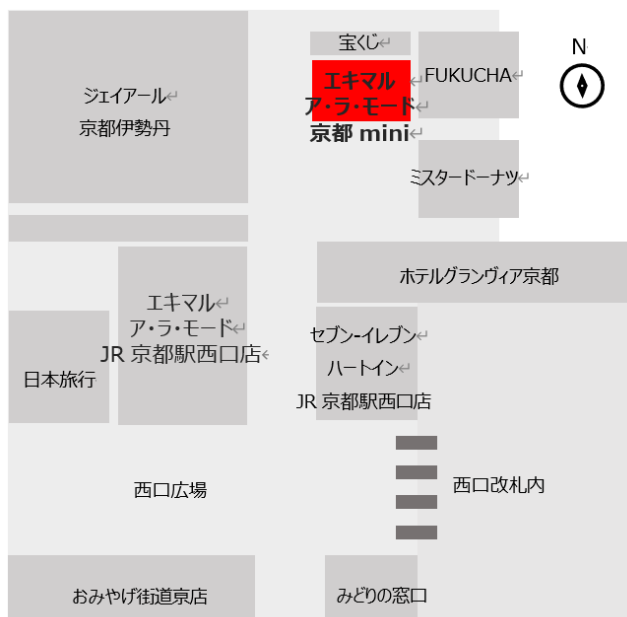 宝くじ↵
N
エキマル
ア・ラ・モード↵
京都 mini↵
FUKUCHA↵
ジェイアール↵
京都伊勢丹
ミスタードーナツ↵
ホテルグランヴィア京都
エキマル↵
ア・ラ・モード↵
JR 京都駅西口店↵
セブン-イレブン↵
ハートイン↵
JR 京都駅西口店
日本旅行
西口広場
西口改札内
おみやげ街道京店
みどりの窓口